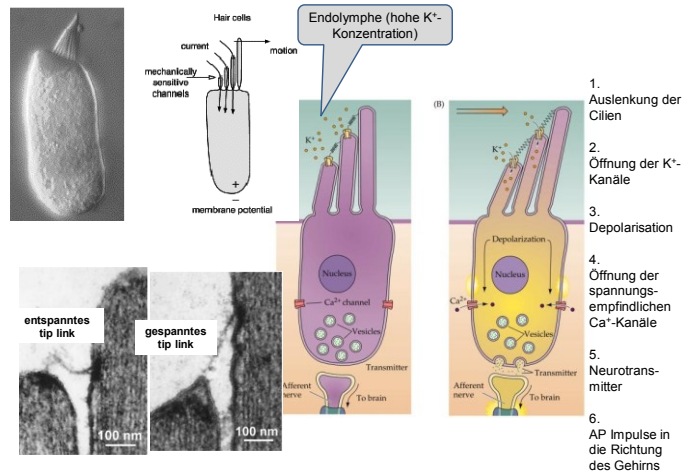 Hair cells
current
motion
mechanically
sensitive
channels
+
−
membrane potential
Endolymphe (hohe K⁺-
Konzentration)
K⁺
Nucleus
Ca²⁺ channel
Vesicles
Transmitter
Afferent
nerve
To brain
(B)
K⁺
Depolarization
Nucleus
Ca²⁺
Vesicles
Transmitter
Afferent
nerve
To brain
entspanntes
tip link
100 nm
gespanntes
tip link
100 nm
1.
Auslenkung der
Cilien
2.
Öffnung der K⁺-
Kanäle
3.
Depolarisation
4.
Öffnung der
spannungs-
empfindlichen
Ca⁺-Kanäle
5.
Neurotrans-
mitter
6.
AP Impulse in
die Richtung
des Gehirns